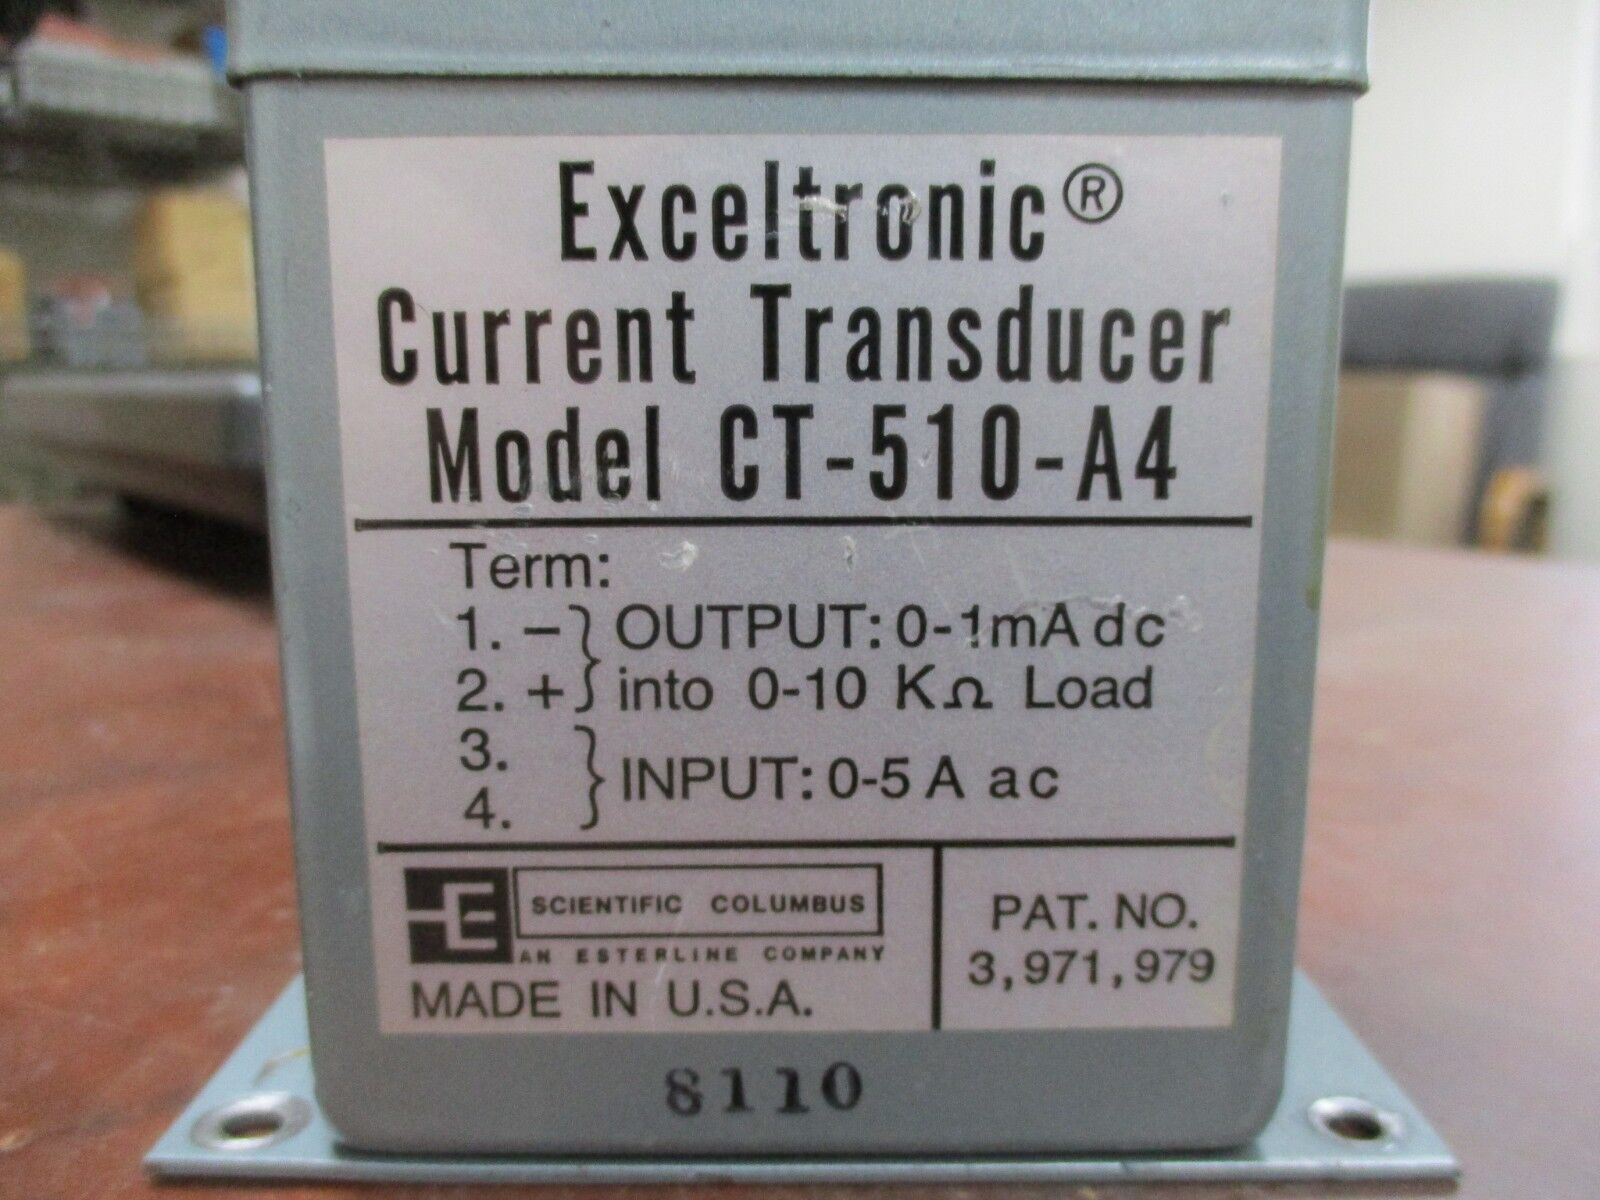 Exceltronic®
Current Transducer
Model CT-510-A4
Term:
1. – } OUTPUT: 0-1mA dc
2. + } into 0-10 KΩ Load
3.
4. } INPUT: 0-5 A ac
E SCIENTIFIC COLUMBUS
AN ESTERLINE COMPANY
MADE IN U.S.A.
PAT. NO.
3,971,979
8110